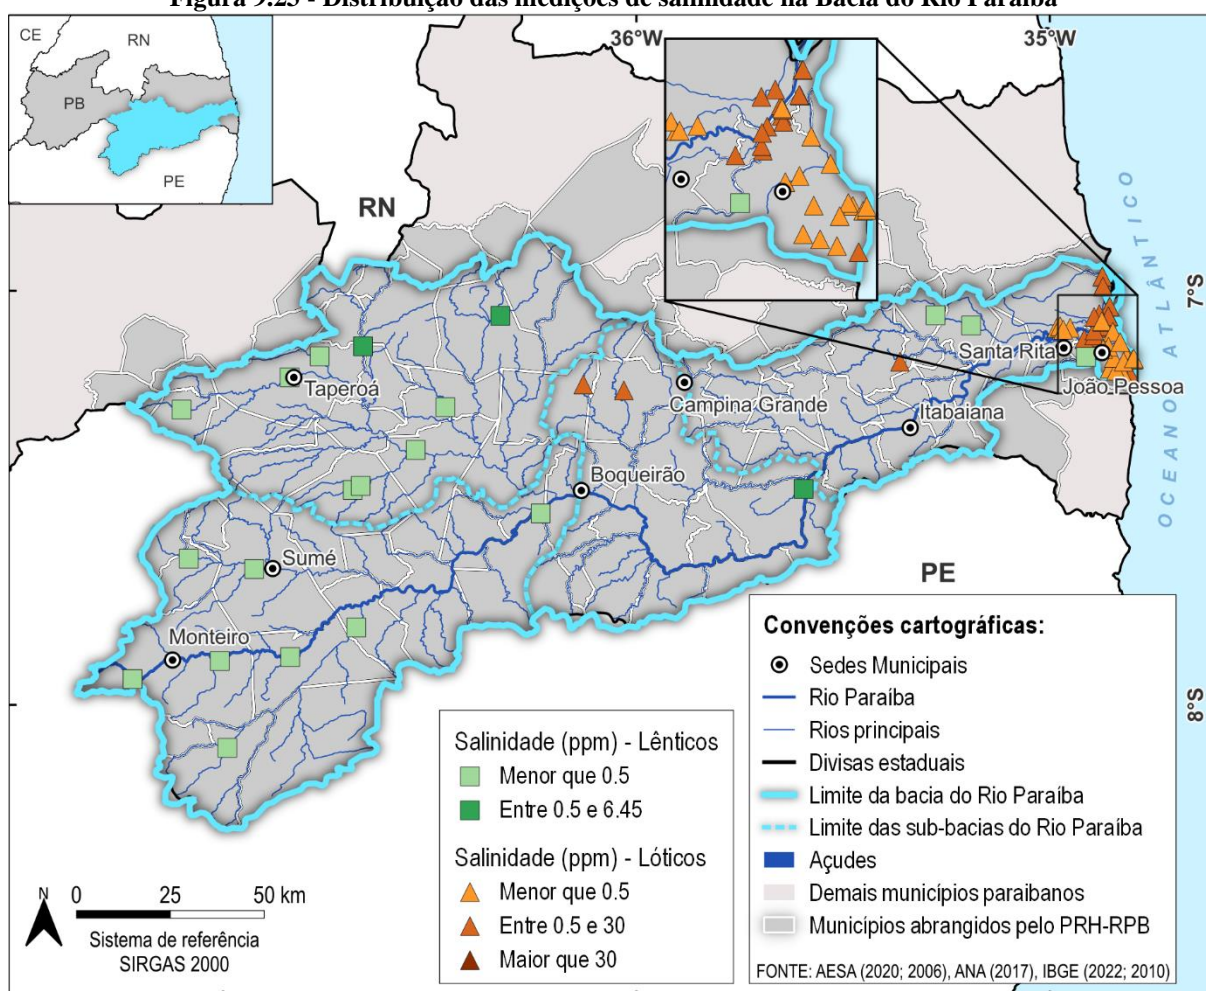 Figura 9.25 - Distribuição das medições de salinidade na Bacia do Rio Paraíba
36°W
35°W
CE
RN
PB
PE
RN
OCEANO ATLÂNTICO
7°S
Santa Rita
João Pessoa
Taperoá
Campina Grande
Itabaiana
Boqueirão
Sumé
PE
Monteiro
8°S
Convenções cartográficas:
Sedes Municipais
Rio Paraíba
Rios principais
Divisas estaduais
Limite da bacia do Rio Paraíba
Limite das sub-bacias do Rio Paraíba
Açudes
Demais municípios paraibanos
Municípios abrangidos pelo PRH-RPB
FONTE: AESA (2020; 2006), ANA (2017), IBGE (2022; 2010)
Salinidade (ppm) - Lênticos
Menor que 0.5
Entre 0.5 e 6.45
Salinidade (ppm) - Lóticos
Menor que 0.5
Entre 0.5 e 30
Maior que 30
N
0 25 50 km
Sistema de referência
SIRGAS 2000